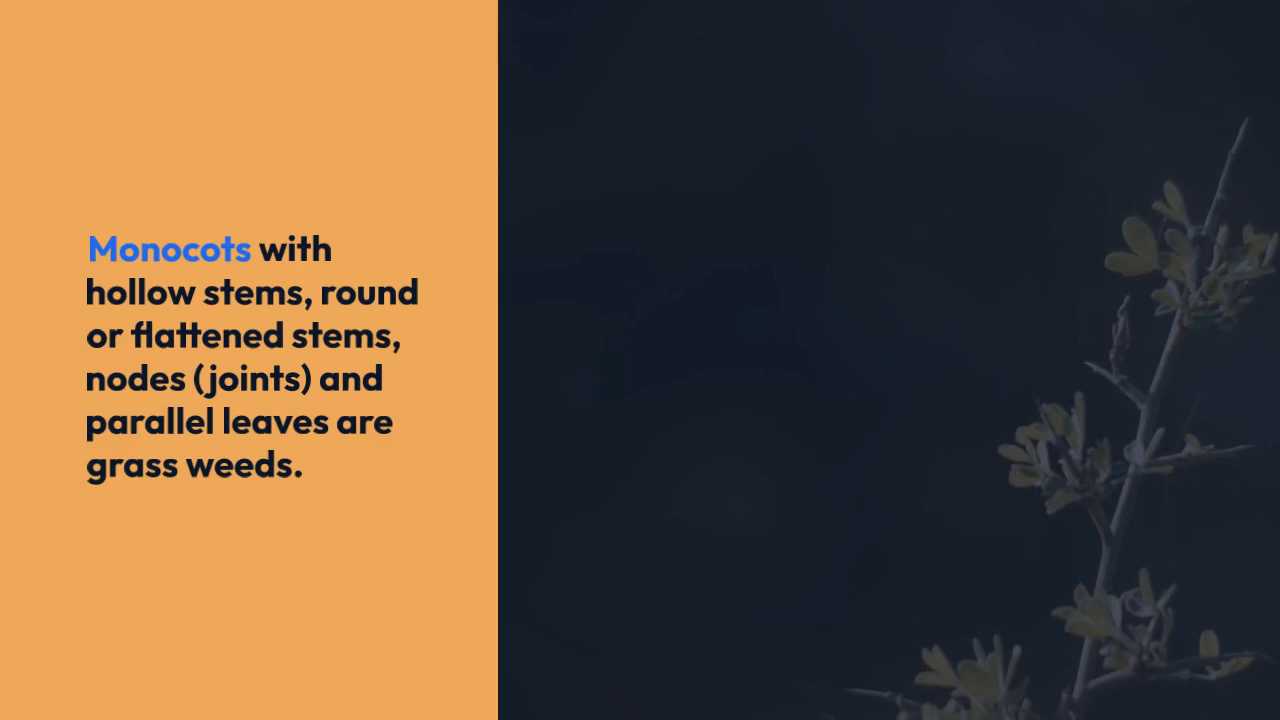 Monocots with
hollow stems, round
or flattened stems,
nodes (joints) and
parallel leaves are
grass weeds.